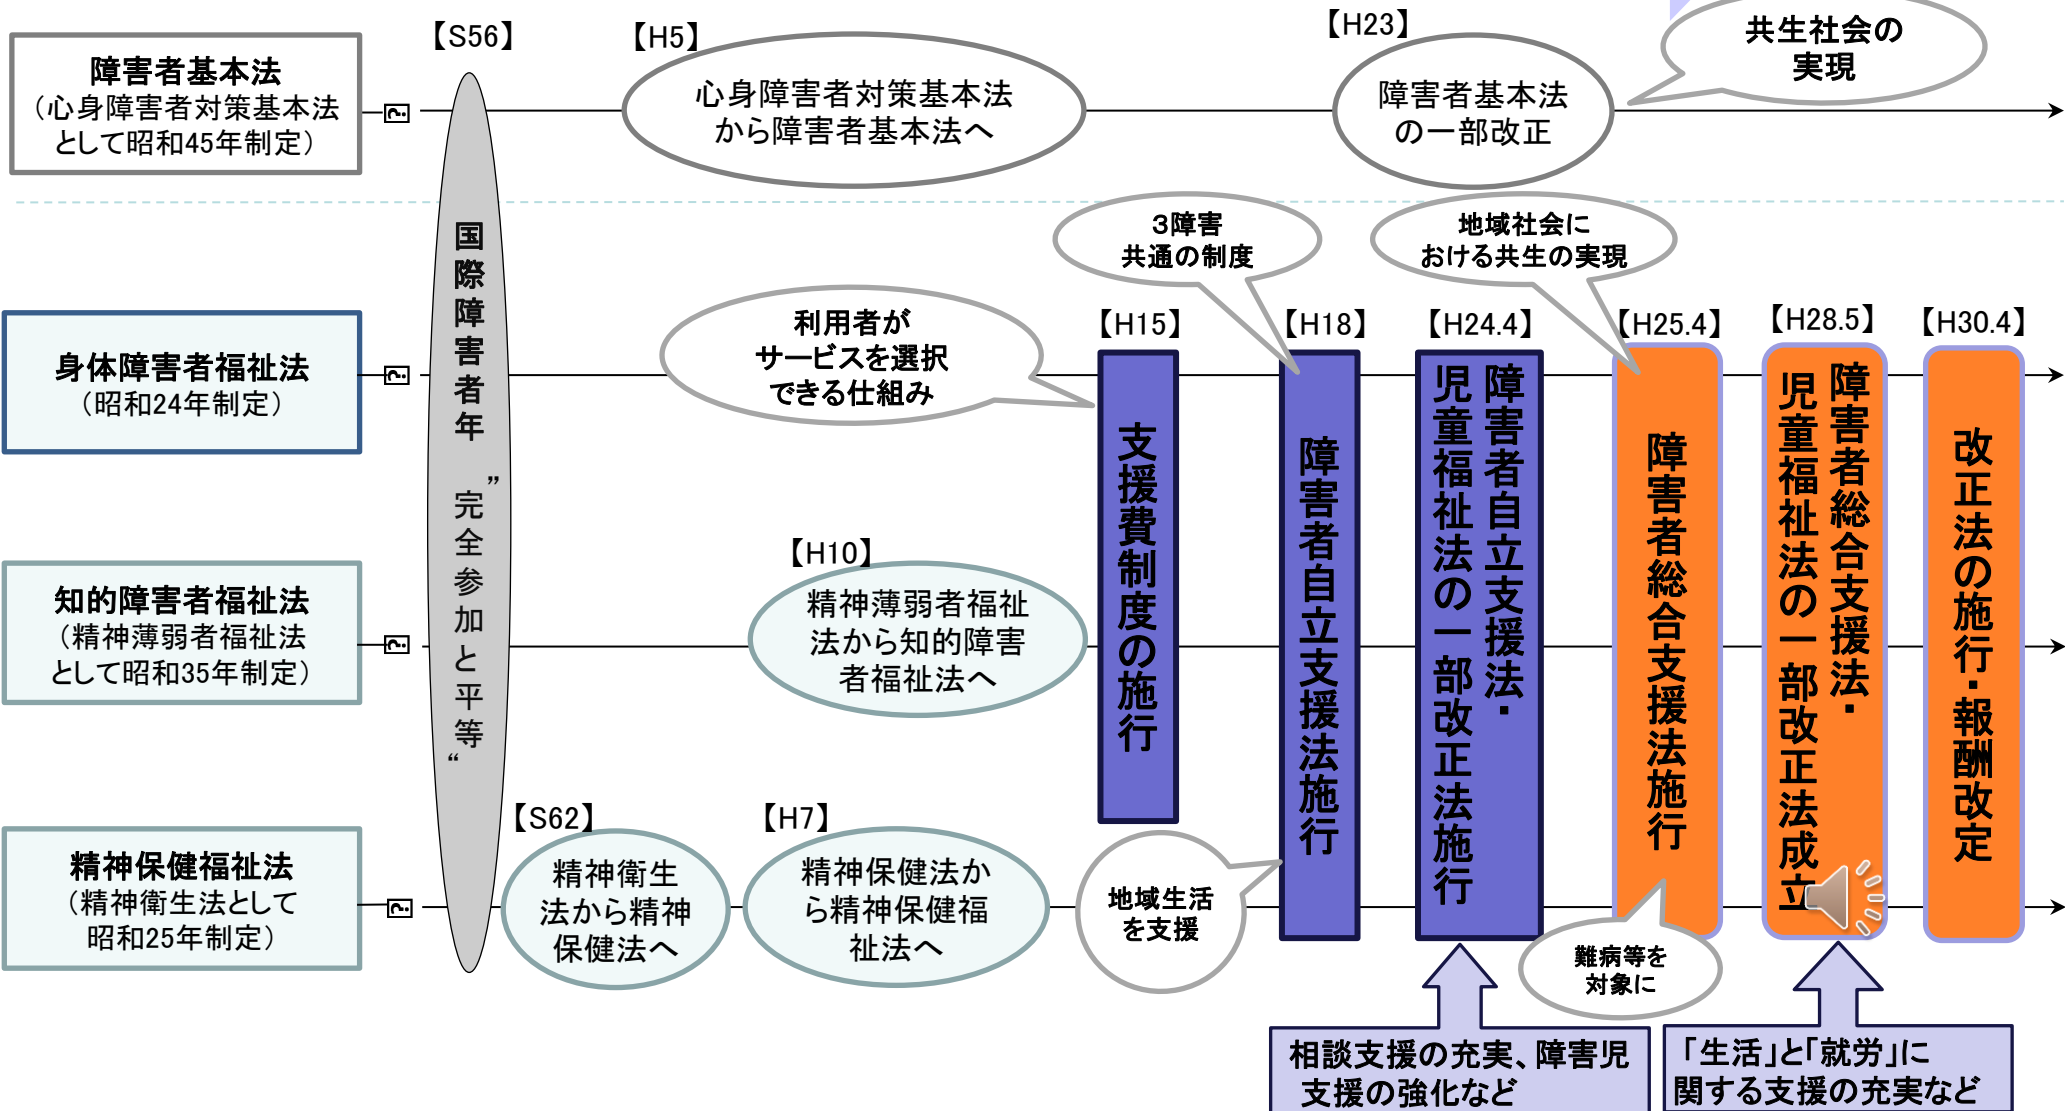 【S56】
【H5】
【H23】
共生社会の
実現
障害者基本法
（心身障害者対策基本法
として昭和45年制定）
心身障害者対策基本法
から障害者基本法へ
障害者基本法
の一部改正
国際障害者年 ”完全参加と平等“
3障害
共通の制度
地域社会に
おける共生の実現
利用者が
サービスを選択
できる仕組み
【H15】
【H18】
【H24.4】
【H25.4】
【H28.5】
【H30.4】
身体障害者福祉法
（昭和24年制定）
支援費制度の施行
障害者自立支援法施行
障害者自立支援法・
児童福祉法の一部改正法施行
障害者総合支援法施行
障害者総合支援法・
児童福祉法の一部改正法成立
改正法の施行・報酬改定
【H10】
知的障害者福祉法
（精神薄弱者福祉法
として昭和35年制定）
精神薄弱者福祉
法から知的障害
者福祉法へ
【S62】
【H7】
精神保健福祉法
（精神衛生法として
昭和25年制定）
精神衛生
法から精神
保健法へ
精神保健法か
ら精神保健福
祉法へ
地域生活
を支援
難病等を
対象に
相談支援の充実、障害児
支援の強化など
「生活」と「就労」に
関する支援の充実など